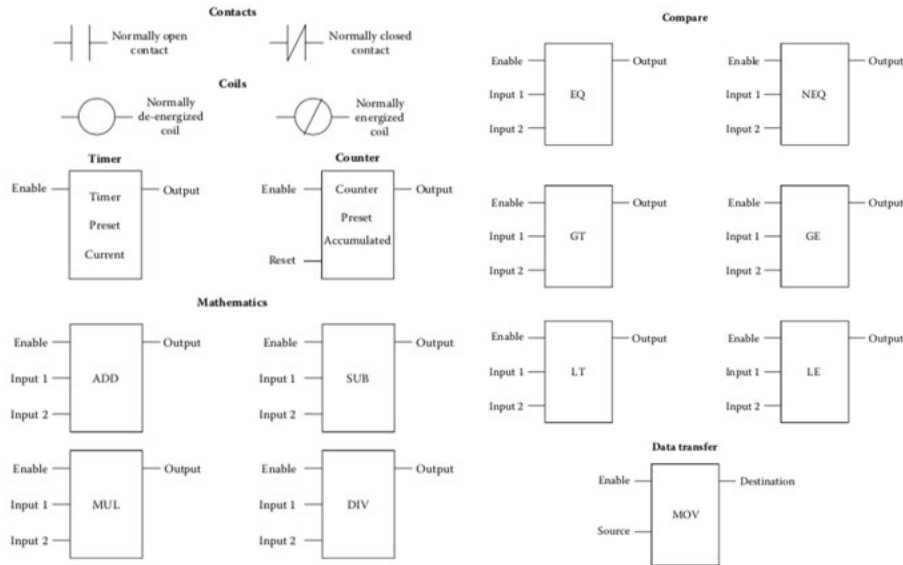 Contacts
Normally open
contact
Normally closed
contact
Coils
Normally
de-energized
coil
Normally
energized
coil
Timer
Enable
Timer
Preset
Current
Output
Counter
Enable
Reset
Counter
Preset
Accumulated
Output
Mathematics
Enable
Input 1
Input 2
ADD
Output
Enable
Input 1
Input 2
SUB
Output
Enable
Input 1
Input 2
MUL
Output
Enable
Input 1
Input 2
DIV
Output
Compare
Enable
Input 1
Input 2
EQ
Output
Enable
Input 1
Input 2
NEQ
Output
Enable
Input 1
Input 2
GT
Output
Enable
Input 1
Input 2
GE
Output
Enable
Input 1
Input 2
LT
Output
Enable
Input 1
Input 2
LE
Output
Data transfer
Enable
Source
MOV
Destination